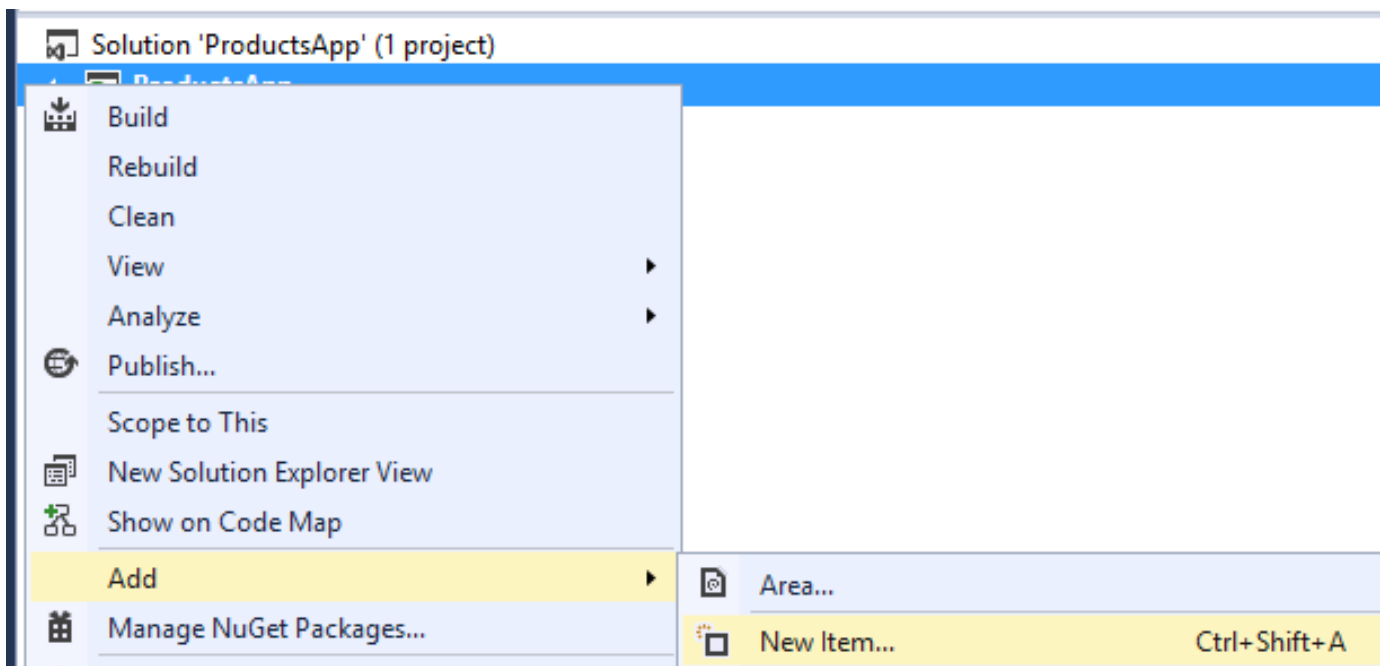 Solution 'ProductsApp' (1 project)
ProductsApp
Build
Rebuild
Clean
View
Analyze
Publish...
Scope to This
New Solution Explorer View
Show on Code Map
Add
Area...
Manage NuGet Packages...
New Item... Ctrl+Shift+A